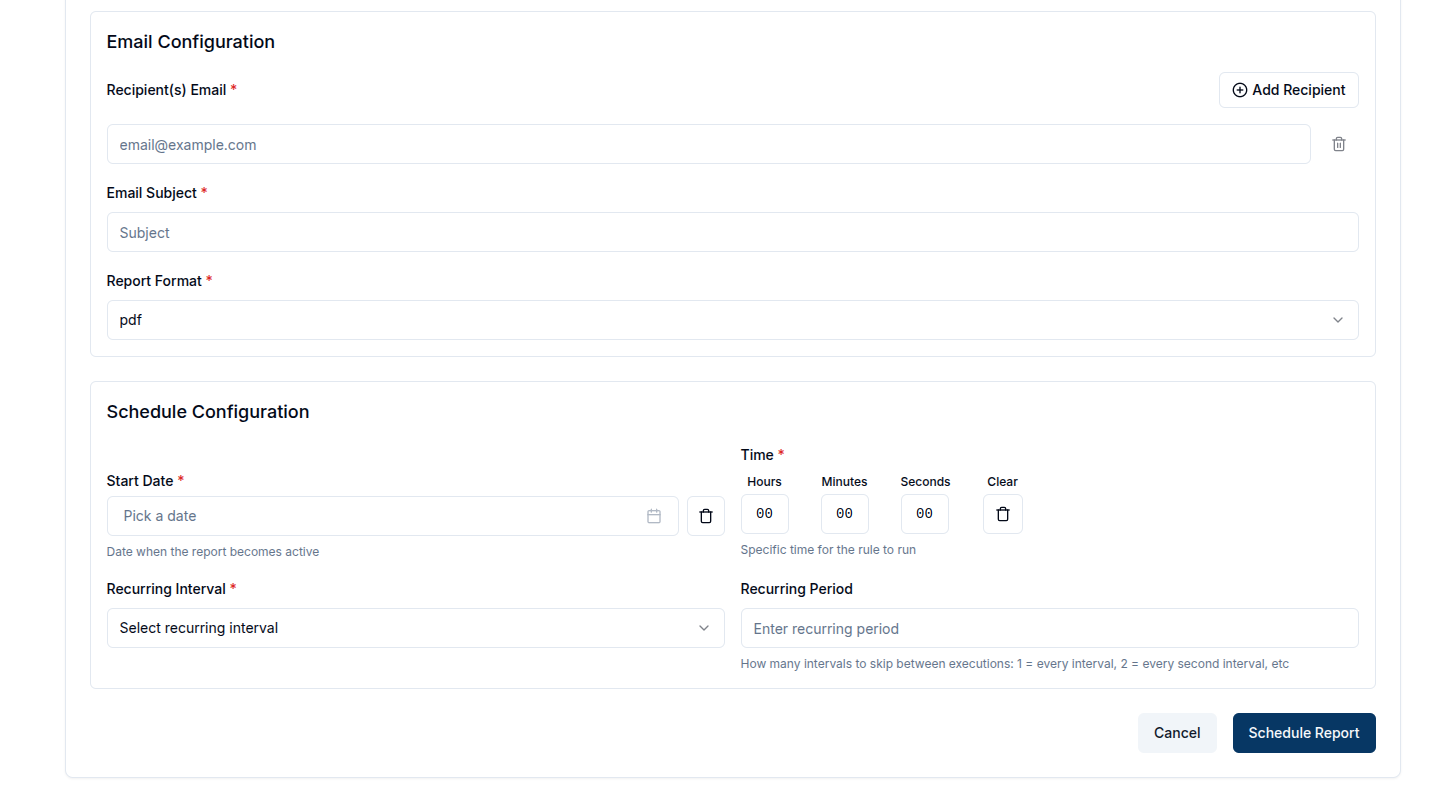 Email Configuration
Recipient(s) Email *
Add Recipient
email@example.com
Email Subject *
Subject
Report Format *
pdf
Schedule Configuration
Start Date *
Pick a date
Date when the report becomes active
Time *
Hours Minutes Seconds Clear
00 00 00
Specific time for the rule to run
Recurring Interval *
Select recurring interval
Recurring Period
Enter recurring period
How many intervals to skip between executions: 1 = every interval, 2 = every second interval, etc
Cancel
Schedule Report